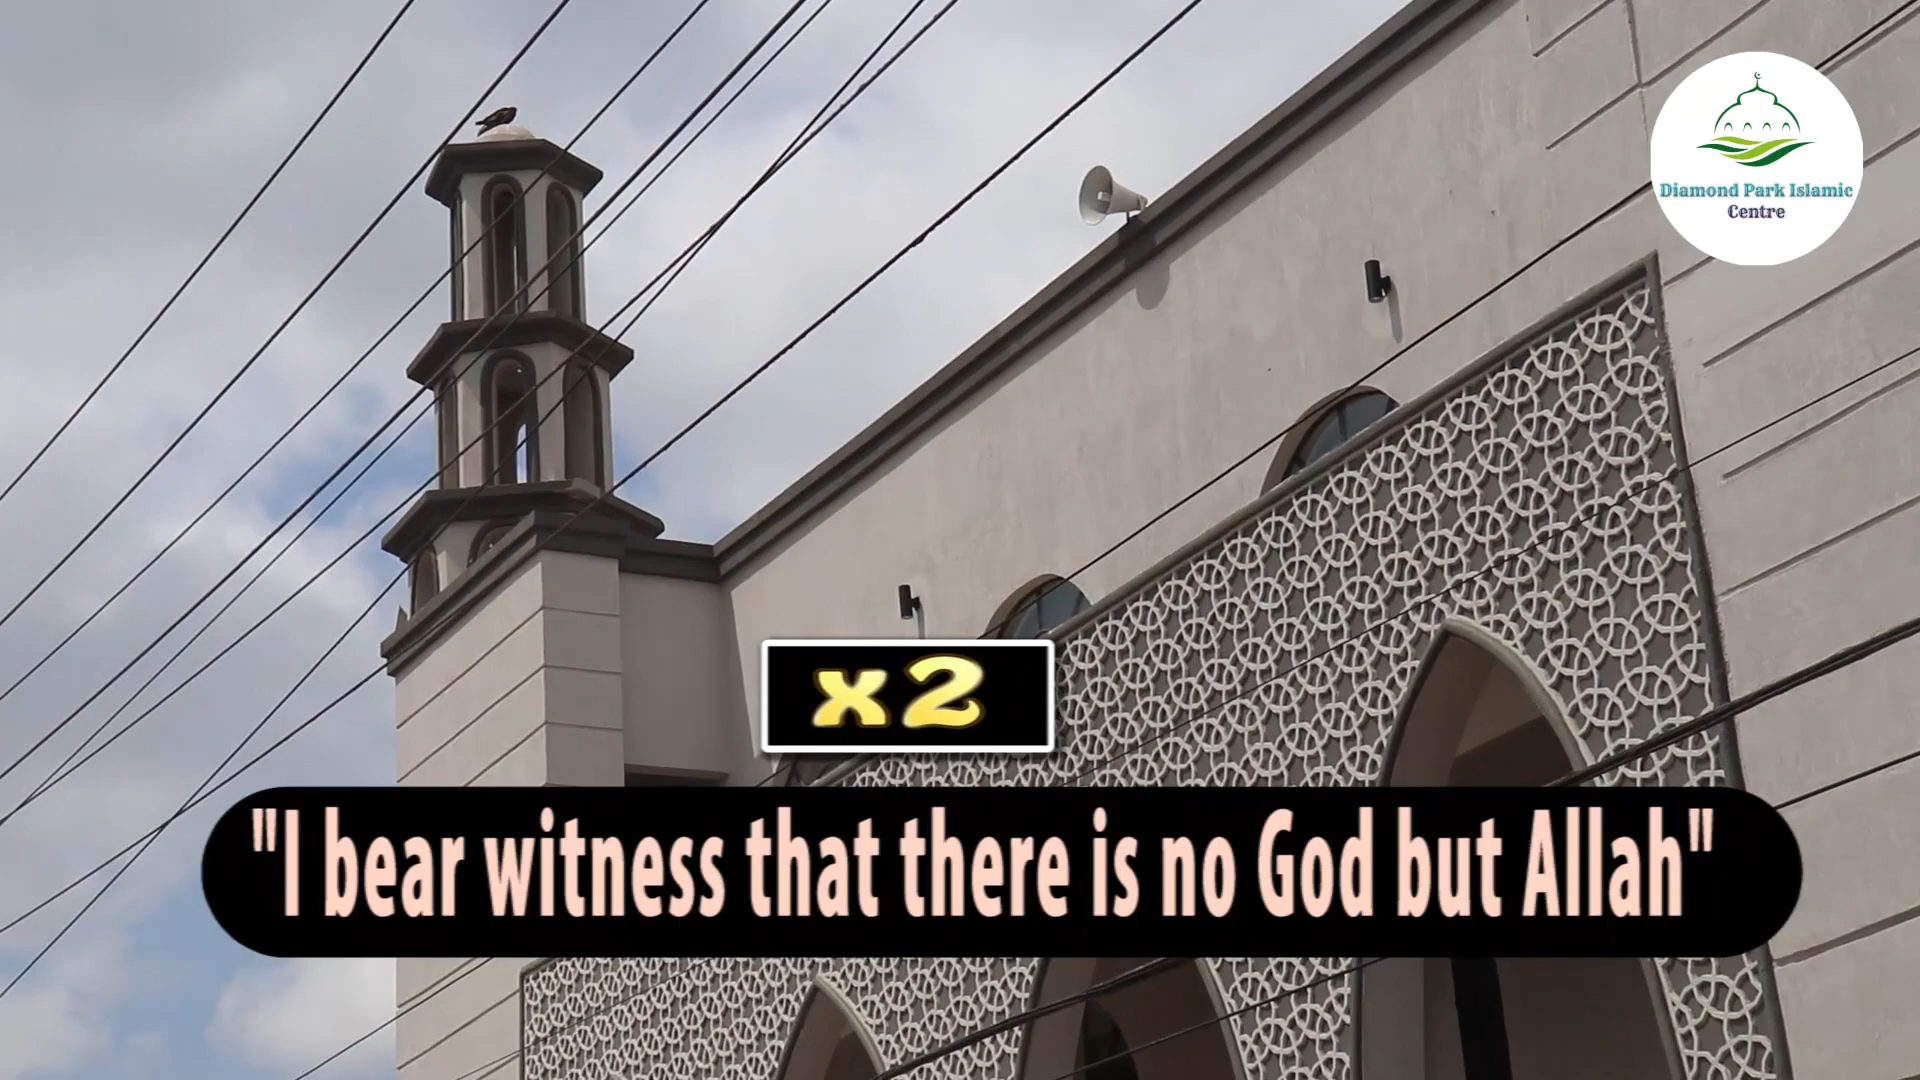 Diamond Park Islamic
Centre
x2
"I bear witness that there is no God but Allah"